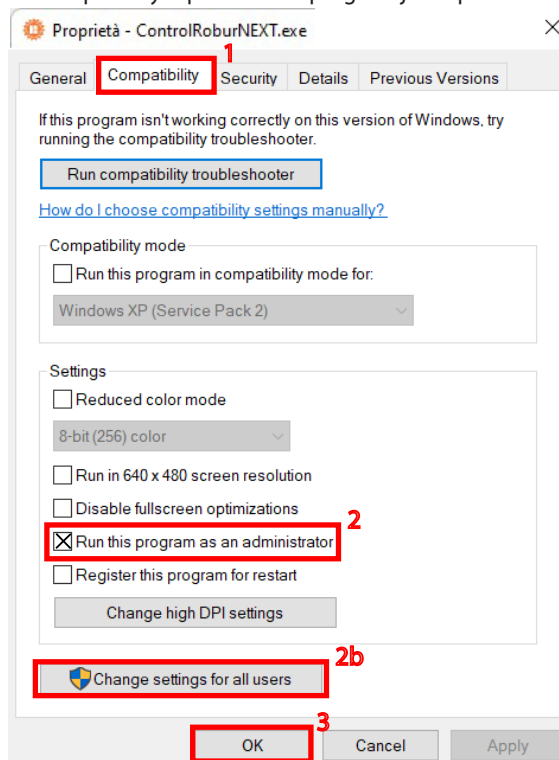 Proprietà - ControlRoburNEXT.exe
1
General Compatibility Security Details Previous Versions
If this program isn't working correctly on this version of Windows, try
running the compatibility troubleshooter.
Run compatibility troubleshooter
How do I choose compatibility settings manually?
Compatibility mode
Run this program in compatibility mode for:
Windows XP (Service Pack 2)
Settings
Reduced color mode
8-bit (256) color
Run in 640 x 480 screen resolution
Disable fullscreen optimizations
2
Run this program as an administrator
Register this program for restart
Change high DPI settings
2b
Change settings for all users
3
OK Cancel Apply